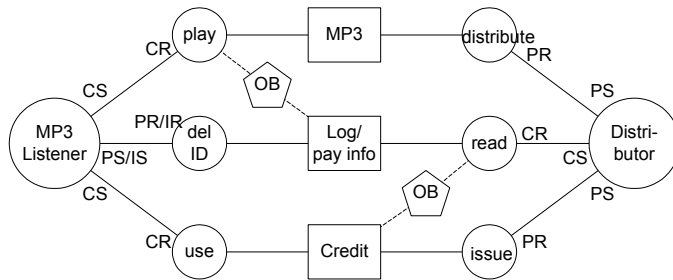 play
MP3
distribute
CR
PR
CS
OB
PS
MP3
Listener
PR/IR
del
ID
Log/
pay info
read
CR
Distri-
butor
PS/IS
CS
CS
OB
PS
CR
use
Credit
issue
PR